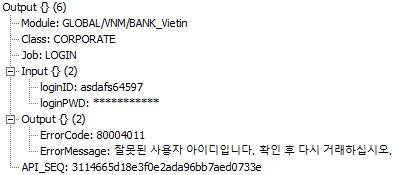 Output {} (6)
Module: GLOBAL/VNM/BANK_Vietin
Class: CORPORATE
Job: LOGIN
Input {} (2)
loginID: asdafs64597
loginPWD: ***********
Output {} (2)
ErrorCode: 80004011
ErrorMessage: 잘못된 사용자 아이디입니다. 확인 후 다시 거래하십시오.
API_SEQ: 3114665d18e3f0e2ada96bb7aed0733e